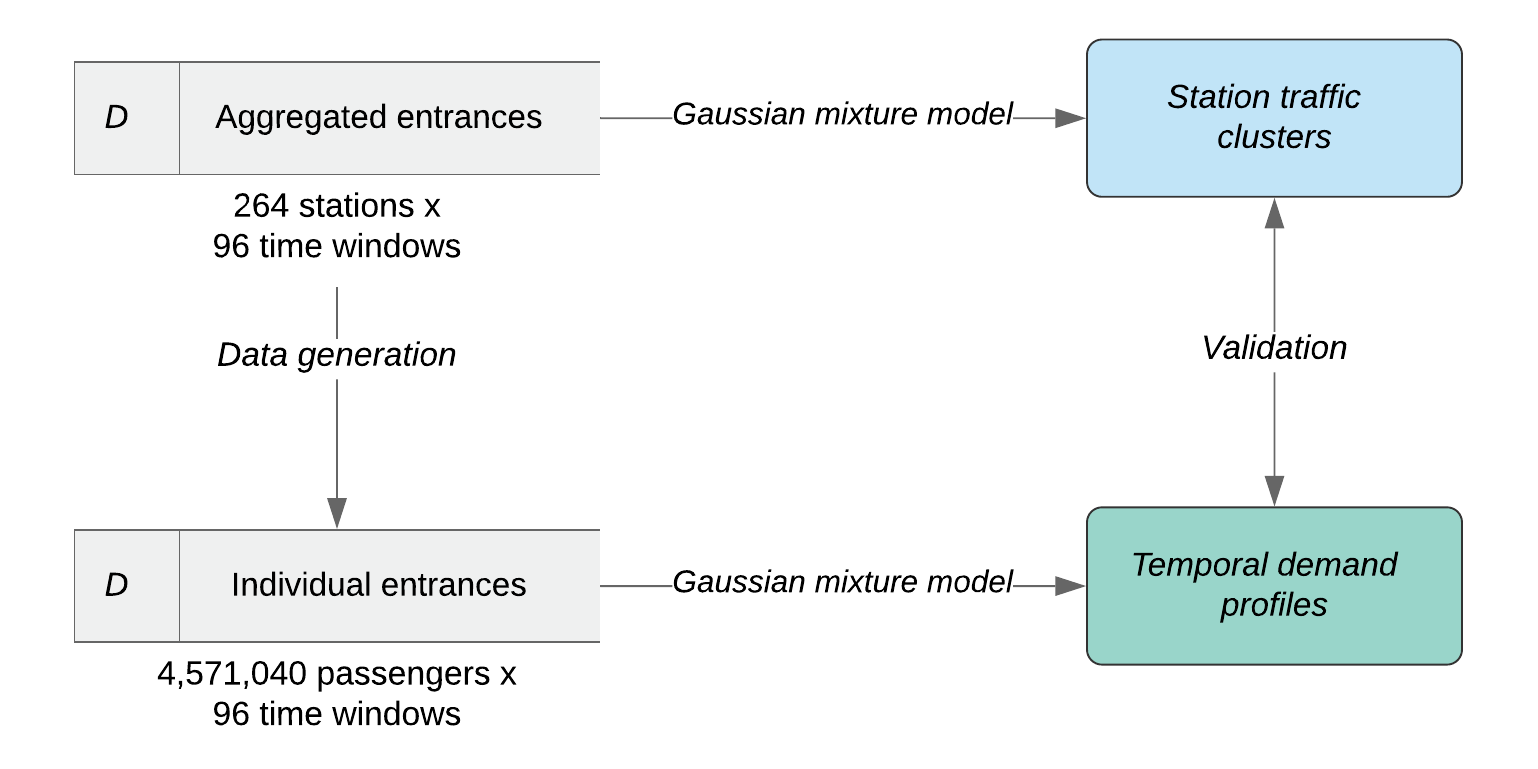 D
Aggregated entrances
Gaussian mixture model
Station traffic
clusters
264 stations x
96 time windows
Data generation
Validation
D
Individual entrances
Gaussian mixture model
Temporal demand
profiles
4,571,040 passengers x
96 time windows